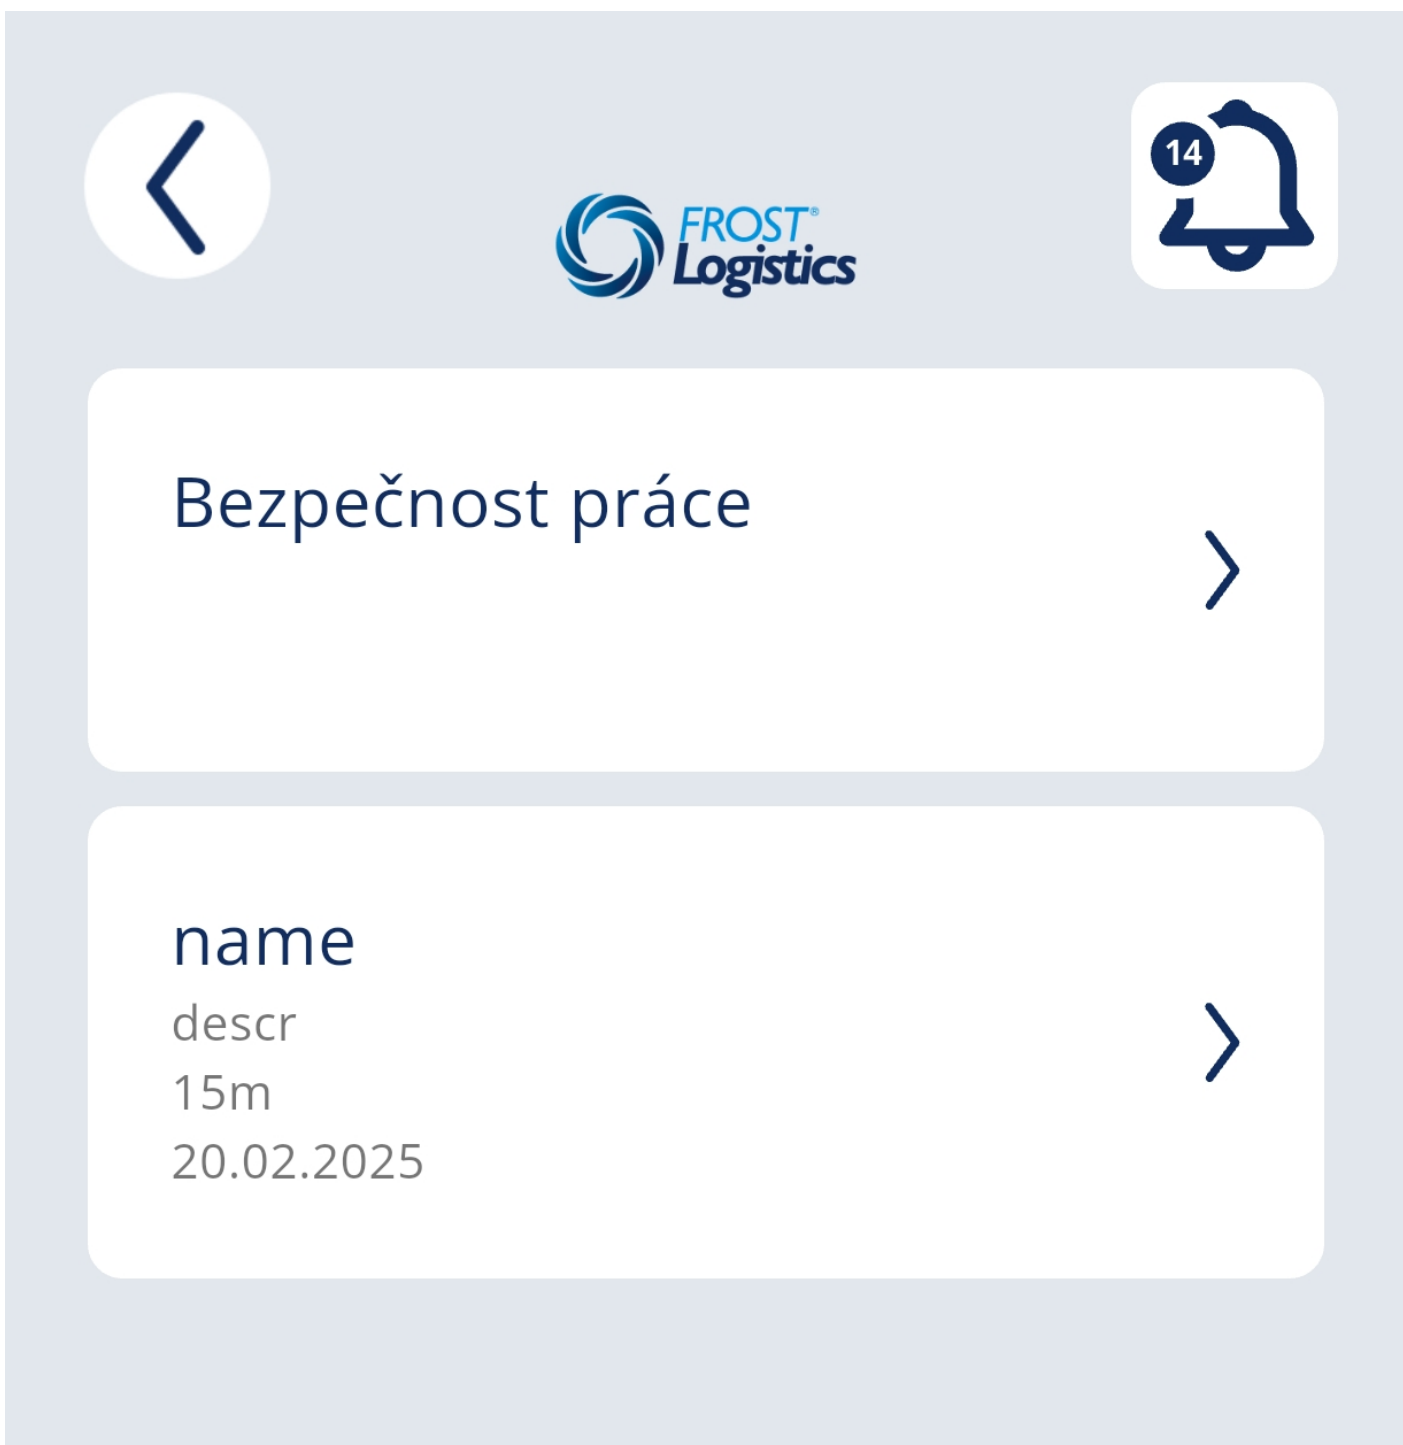 14
FROST®
Logistics
Bezpečnost práce
name
descr
15m
20.02.2025